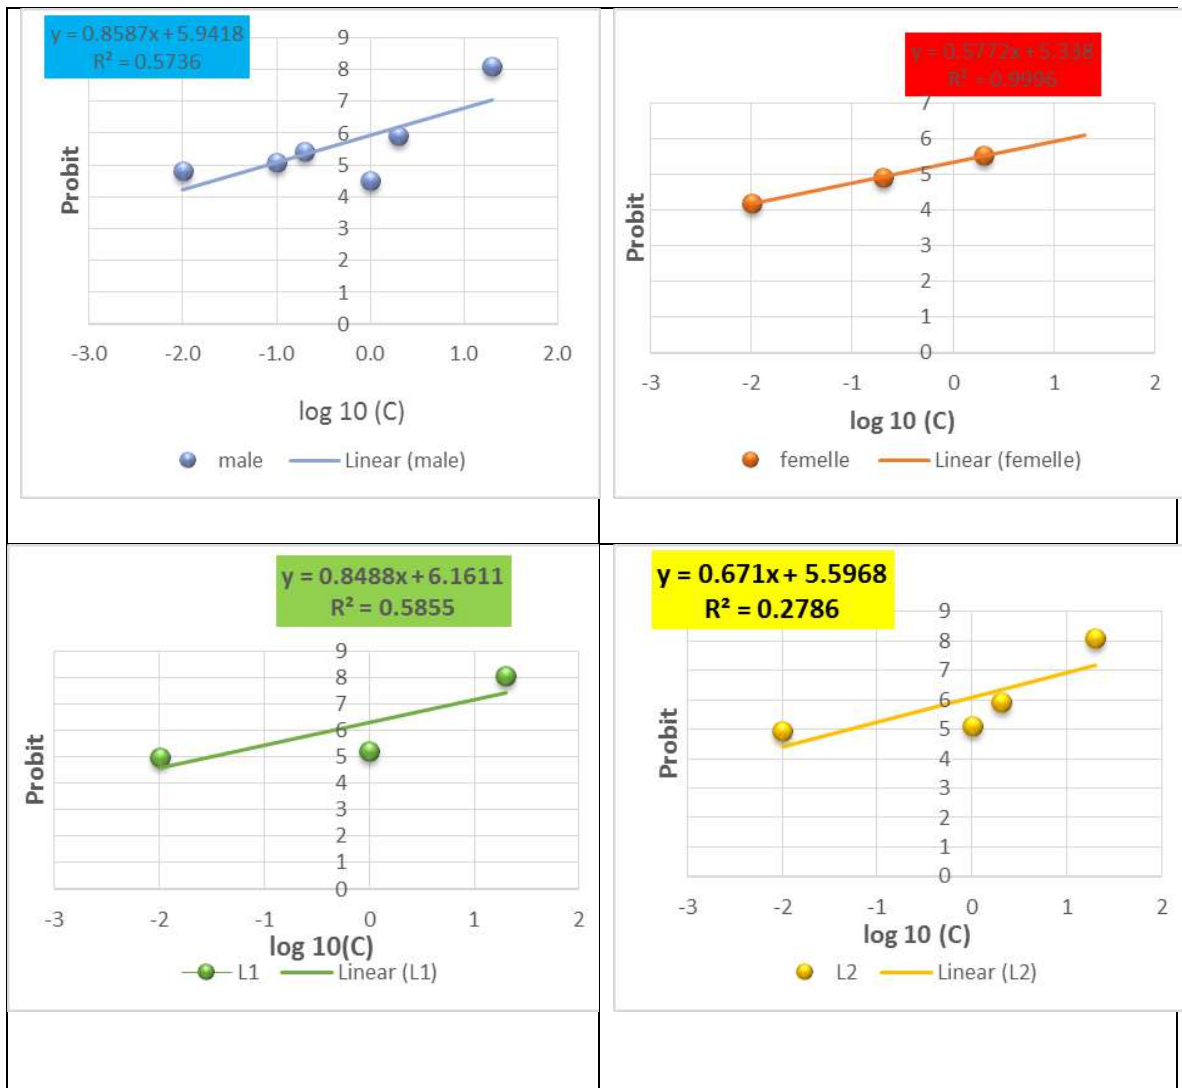 y = 0.8587x + 5.9418
R² = 0.5736
9
8
7
6
5
4
3
2
1
0
Probit
-3.0 -2.0 -1.0 0.0 1.0 2.0
log 10 (C)
male Linear (male)
y = 0.5772x + 5.338
R² = 0.9996
7
6
5
4
3
2
1
0
Probit
-3 -2 -1 0 1 2
log 10 (C)
femelle Linear (femelle)
y = 0.8488x + 6.1611
R² = 0.5855
9
8
7
6
5
4
3
2
1
0
Probit
-3 -2 -1 0 1 2
log 10(C)
L1 Linear (L1)
y = 0.671x + 5.5968
R² = 0.2786
9
8
7
6
5
4
3
2
1
0
Probit
-3 -2 -1 0 1 2
log 10 (C)
L2 Linear (L2)